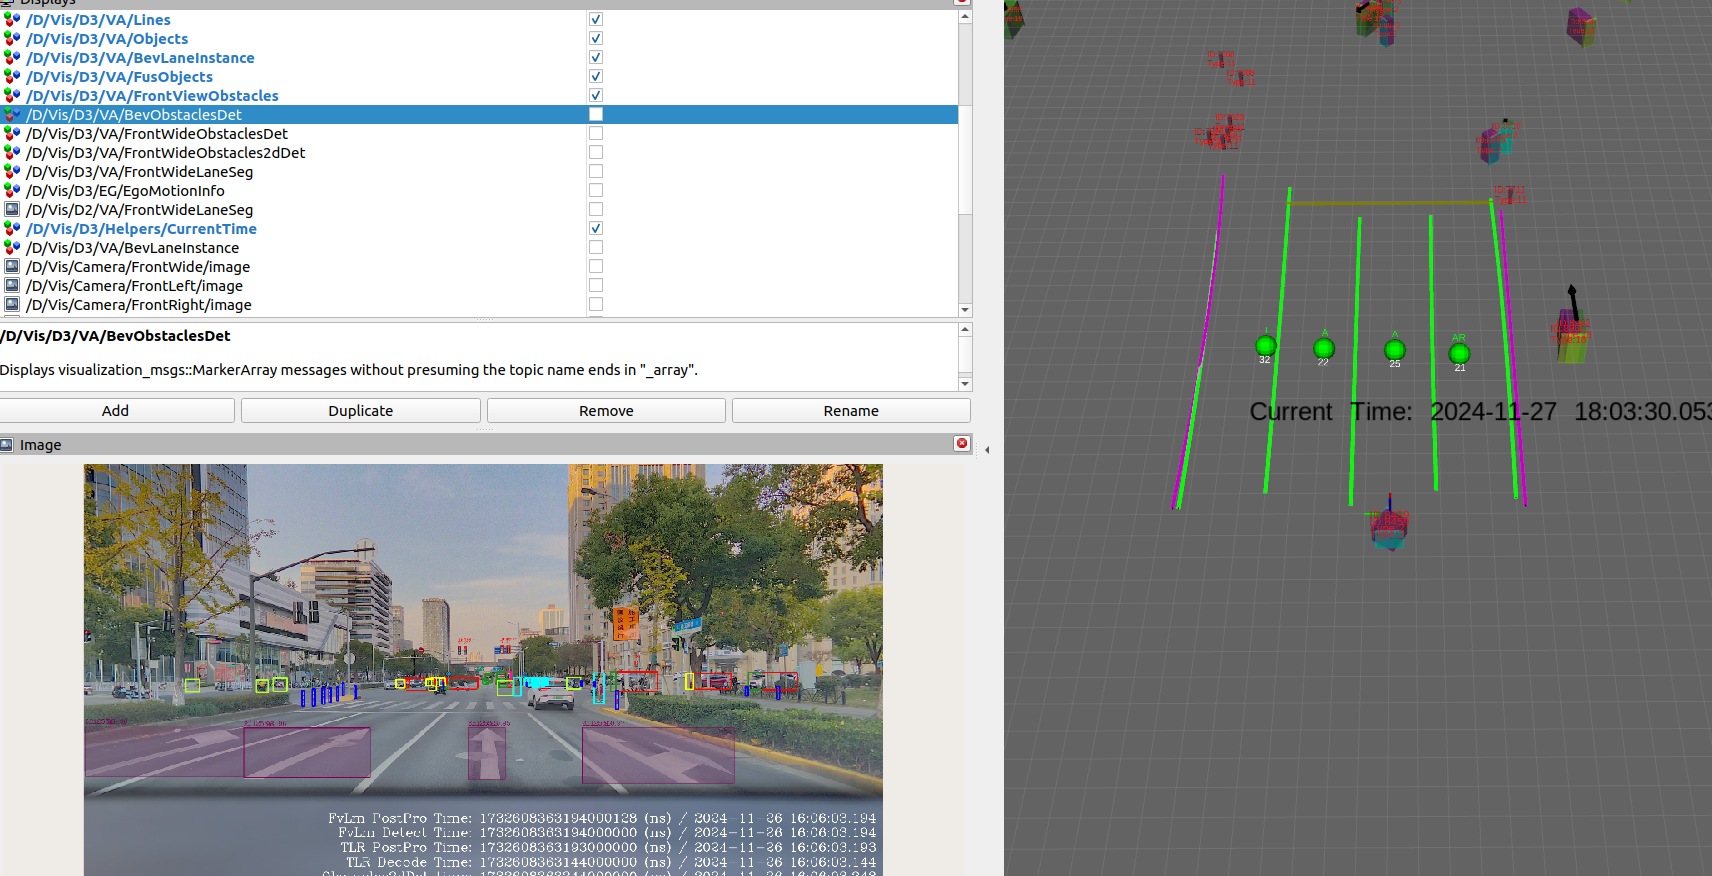 Displays
/D/Vis/D3/VA/Lines
/D/Vis/D3/VA/Objects
/D/Vis/D3/VA/BevLaneInstance
/D/Vis/D3/VA/FusObjects
/D/Vis/D3/VA/FrontViewObstacles
/D/Vis/D3/VA/BevObstaclesDet
/D/Vis/D3/VA/FrontWideObstaclesDet
/D/Vis/D3/VA/FrontWideObstacles2dDet
/D/Vis/D3/VA/FrontWideLaneSeg
/D/Vis/D3/EG/EgoMotionInfo
/D/Vis/D2/VA/FrontWideLaneSeg
/D/Vis/D3/Helpers/CurrentTime
/D/Vis/D3/VA/BevLaneInstance
/D/Vis/Camera/FrontWide/image
/D/Vis/Camera/FrontLeft/image
/D/Vis/Camera/FrontRight/image
/D/Vis/D3/VA/BevObstaclesDet
Displays visualization_msgs::MarkerArray messages without presuming the topic name ends in "_array".
Add Duplicate Remove Rename
Image
FvLm PostPro Time: 1732608363194000128 (ns) / 2024-11-26 16:06:03.194
FvLm Detect Time: 1732608363194000000 (ns) / 2024-11-26 16:06:03.194
TLR PostPro Time: 1732608363193000000 (ns) / 2024-11-26 16:06:03.193
TLR Decode Time: 1732608363144000000 (ns) / 2024-11-26 16:06:03.144
A A AR
32 22 25 21
Current Time: 2024-11-27 18:03:30.053